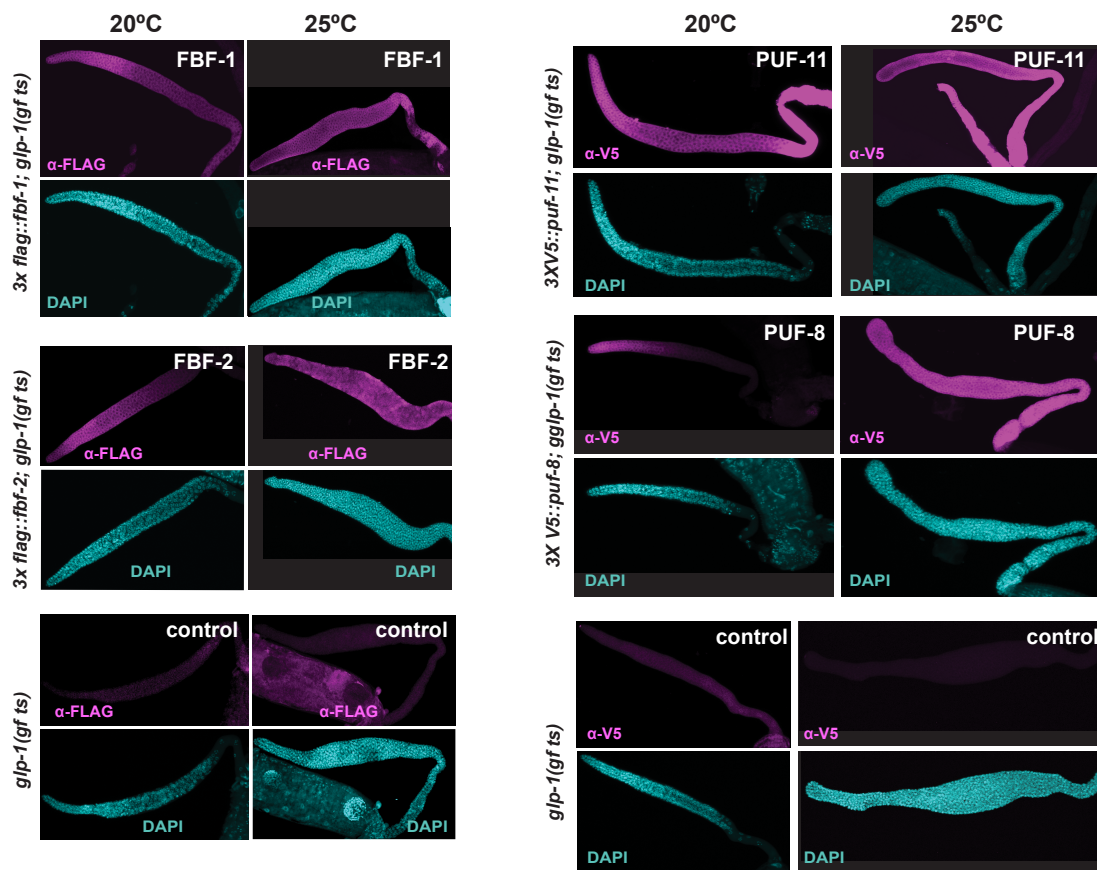 20ºC
25ºC
3x flag::fbf-1; glp-1(gf ts)
FBF-1
FBF-1
α-FLAG
α-FLAG
DAPI
DAPI
3x flag::fbf-2; glp-1(gf ts)
FBF-2
FBF-2
α-FLAG
α-FLAG
DAPI
DAPI
glp-1(gf ts)
control
control
α-FLAG
α-FLAG
DAPI
DAPI
20ºC
25ºC
3XV5::puf-11; glp-1(gf ts)
PUF-11
PUF-11
α-V5
α-V5
DAPI
DAPI
3X V5::puf-8; gglp-1(gf ts)
PUF-8
PUF-8
α-V5
α-V5
DAPI
DAPI
glp-1(gf ts)
control
control
α-V5
α-V5
DAPI
DAPI